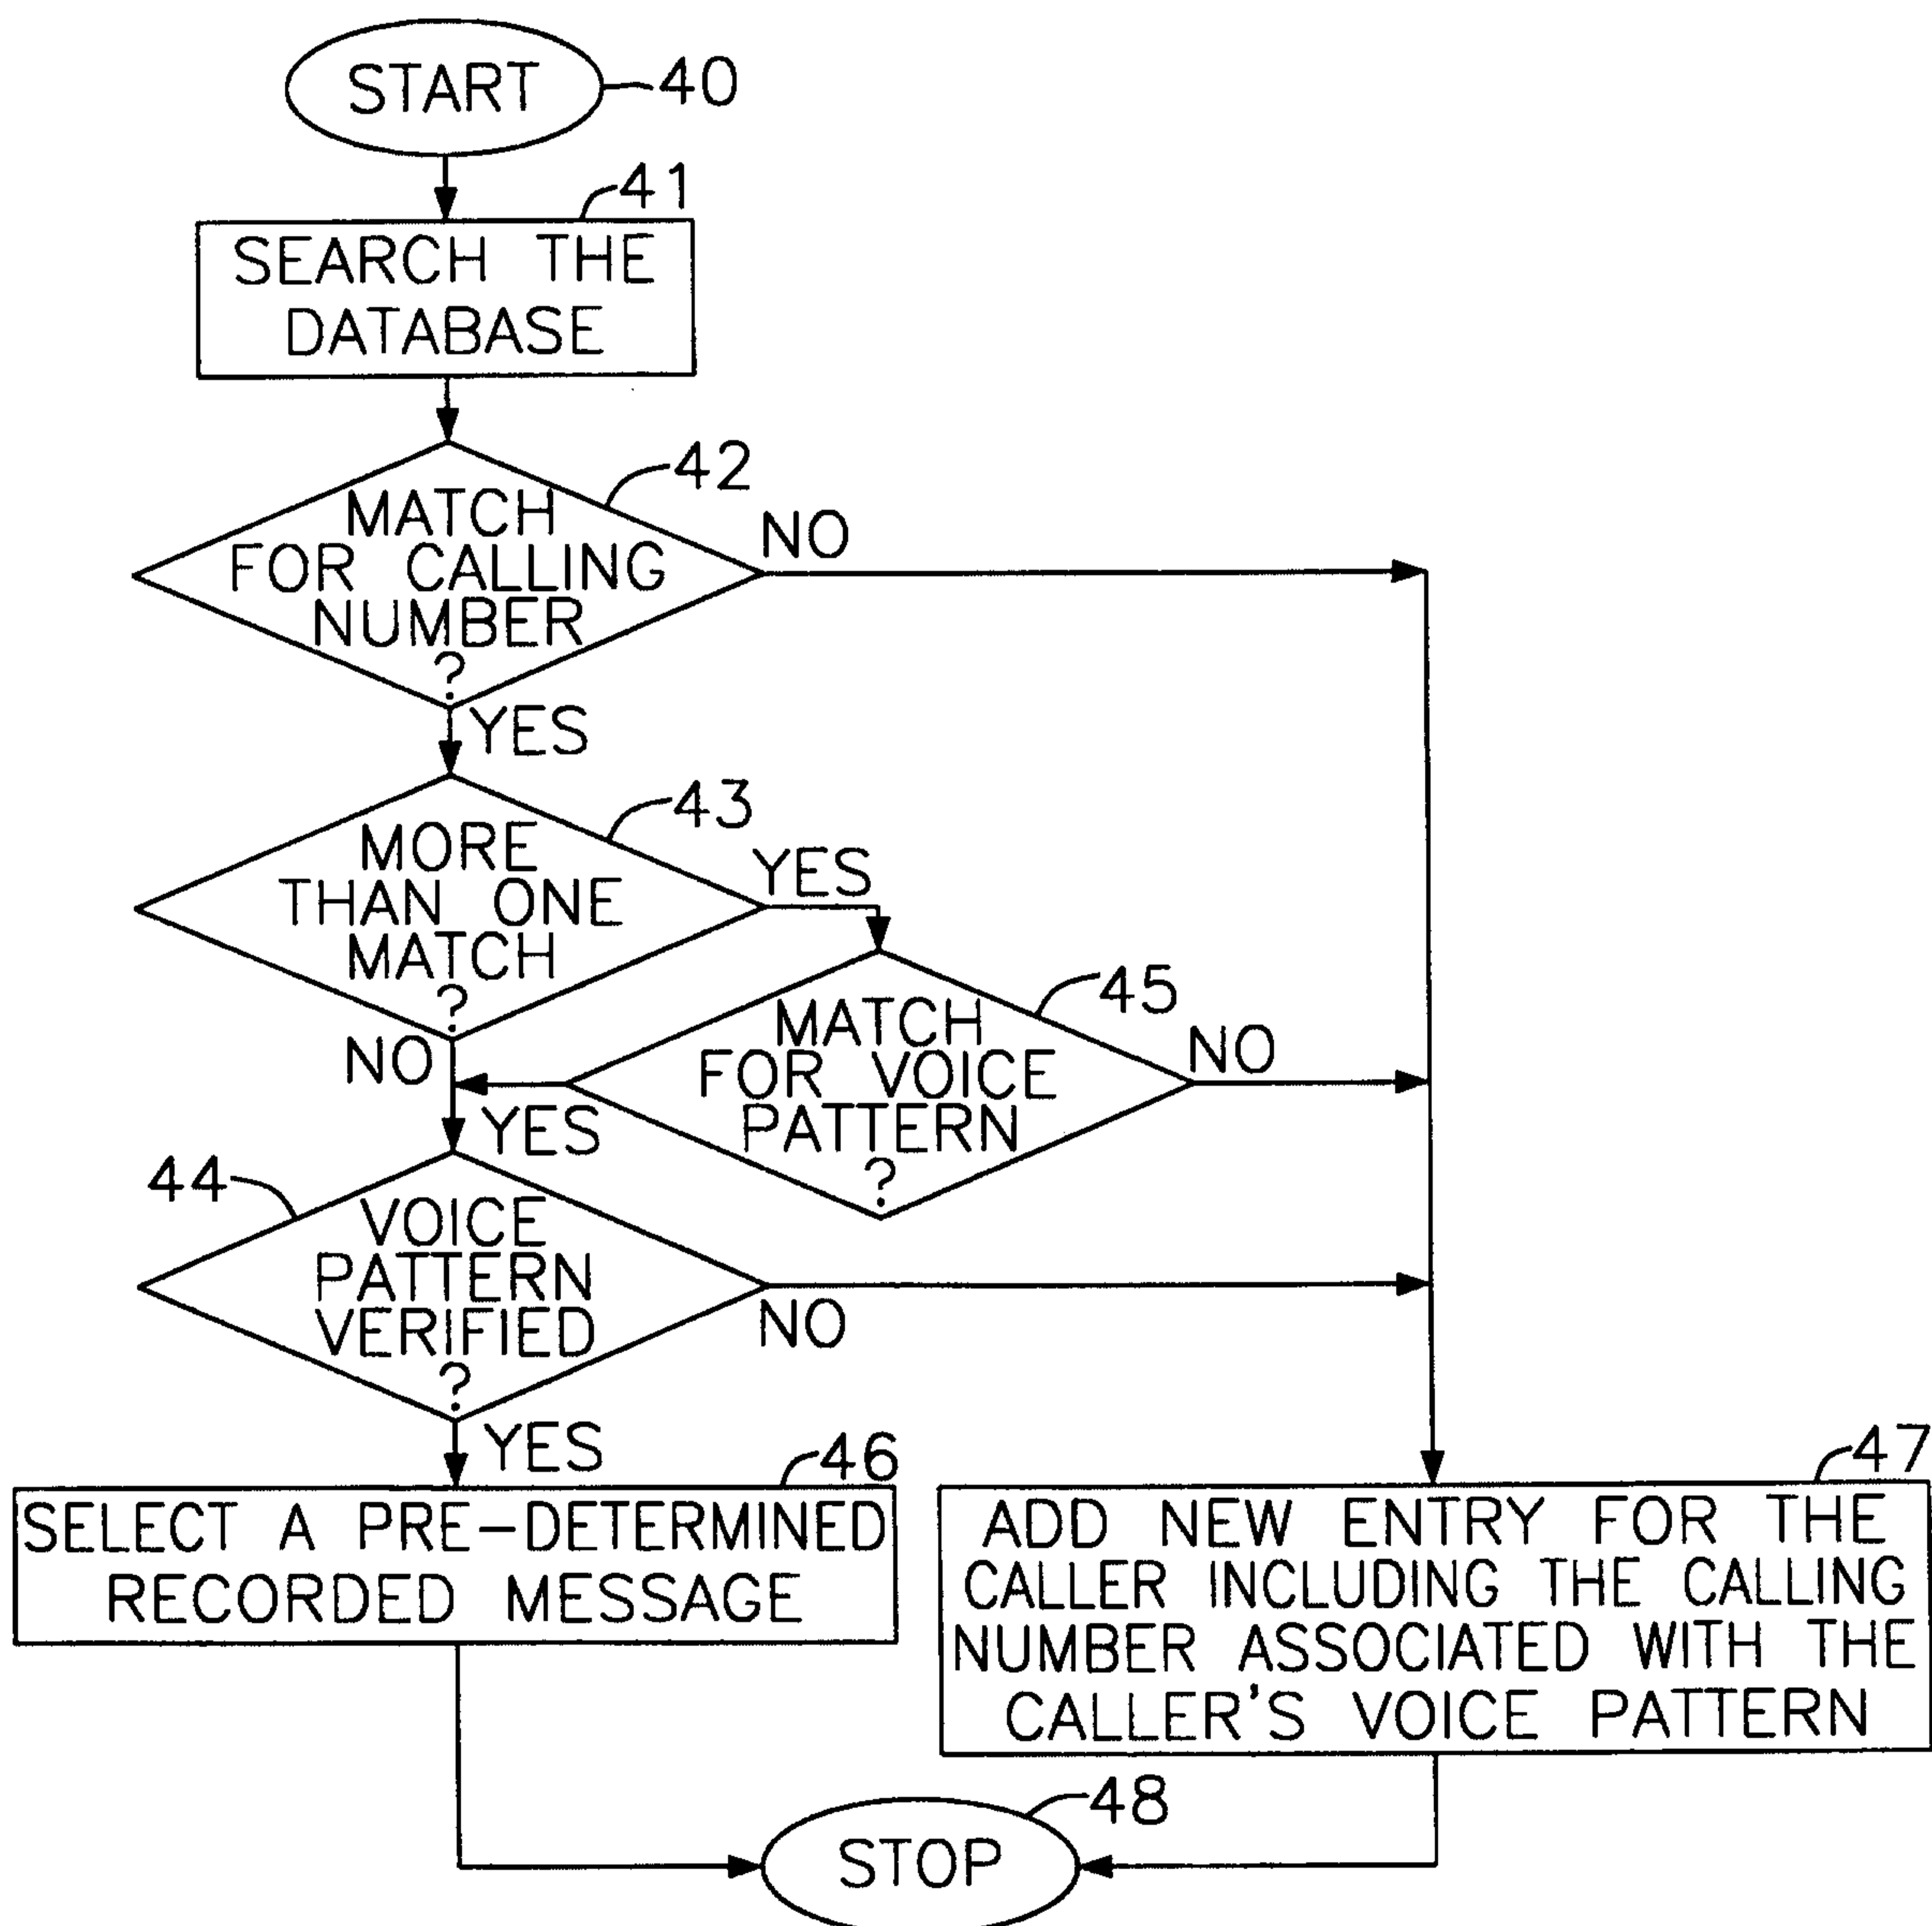 START
40
41
SEARCH THE
DATABASE
42
MATCH
FOR CALLING
NUMBER
?
NO
YES
43
MORE
THAN ONE
MATCH
?
YES
NO
45
MATCH
FOR VOICE
PATTERN
?
NO
YES
44
VOICE
PATTERN
VERIFIED
?
NO
YES
46
SELECT A PRE-DETERMINED
RECORDED MESSAGE
47
ADD NEW ENTRY FOR THE
CALLER INCLUDING THE CALLING
NUMBER ASSOCIATED WITH THE
CALLER'S VOICE PATTERN
48
STOP